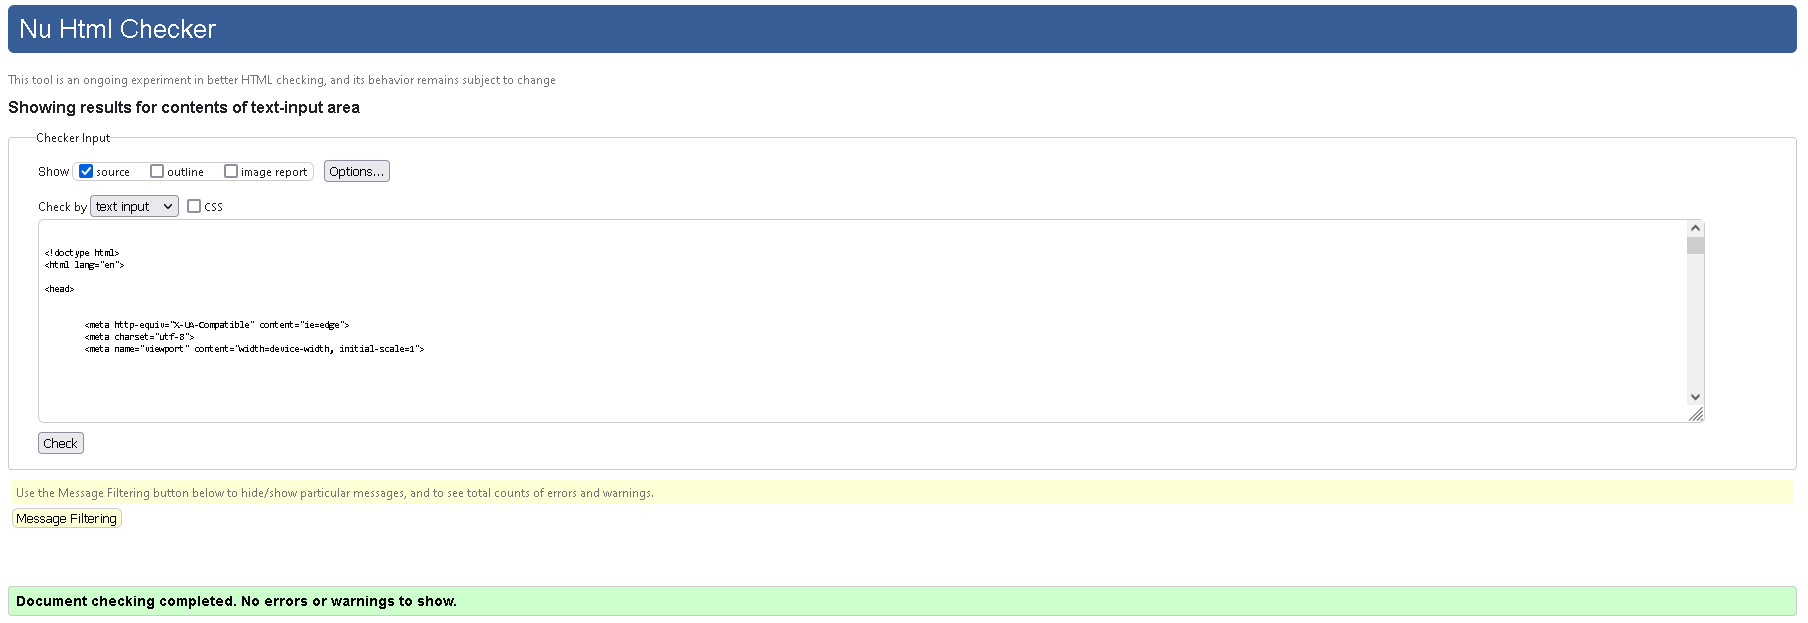 Nu Html Checker
This tool is an ongoing experiment in better HTML checking, and its behavior remains subject to change
Showing results for contents of text-input area
Checker Input
Show source outline image report Options...
Check by text input CSS
<!doctype html>
<html lang="en">
<head>
<meta http-equiv="X-UA-Compatible" content="ie=edge">
<meta charset="utf-8">
<meta name="viewport" content="width=device-width, initial-scale=1">
Check
Use the Message Filtering button below to hide/show particular messages, and to see total counts of errors and warnings.
Message Filtering
Document checking completed. No errors or warnings to show.